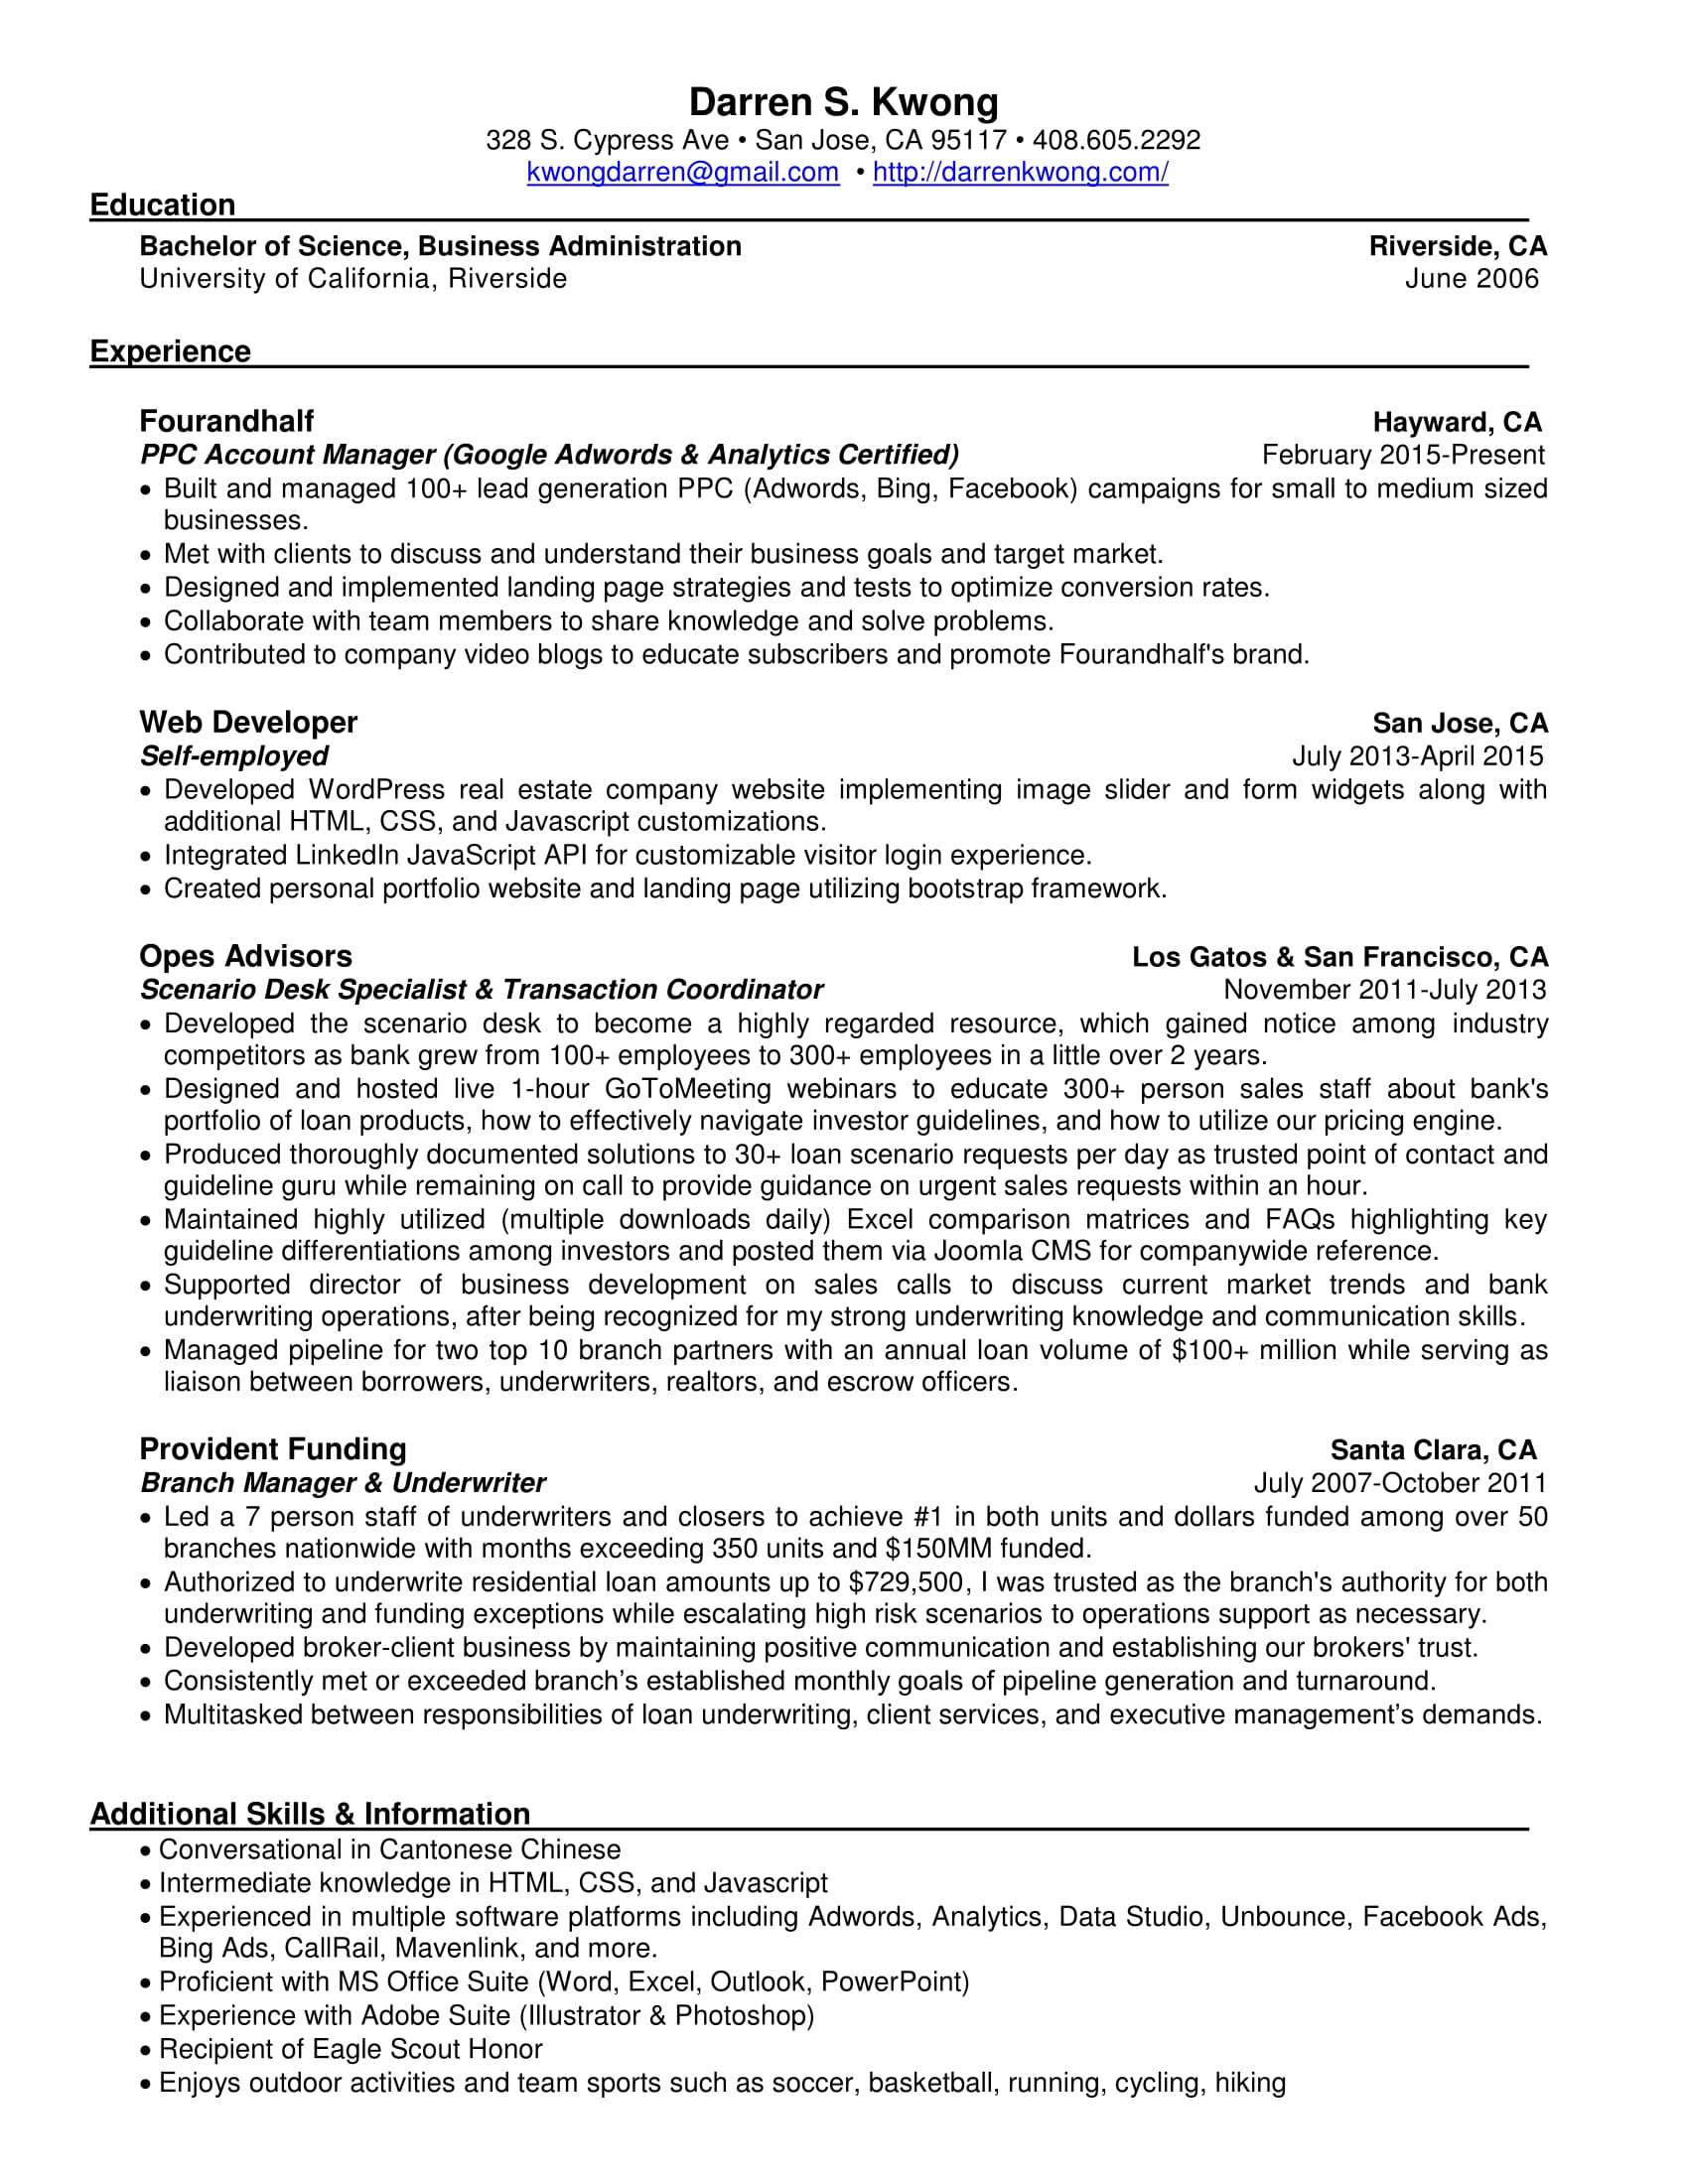 Darren S. Kwong
328 S. Cypress Ave • San Jose, CA 95117 • 408.605.2292
kwongdarren@gmail.com • http://darrenkwong.com/
Education
Bachelor of Science, Business Administration Riverside, CA
University of California, Riverside June 2006
Experience
Fourandhalf Hayward, CA
PPC Account Manager (Google Adwords & Analytics Certified) February 2015-Present
• Built and managed 100+ lead generation PPC (Adwords, Bing, Facebook) campaigns for small to medium sized
businesses.
• Met with clients to discuss and understand their business goals and target market.
• Designed and implemented landing page strategies and tests to optimize conversion rates.
• Collaborate with team members to share knowledge and solve problems.
• Contributed to company video blogs to educate subscribers and promote Fourandhalf's brand.
Web Developer San Jose, CA
Self-employed July 2013-April 2015
• Developed WordPress real estate company website implementing image slider and form widgets along with
additional HTML, CSS, and Javascript customizations.
• Integrated LinkedIn JavaScript API for customizable visitor login experience.
• Created personal portfolio website and landing page utilizing bootstrap framework.
Opes Advisors Los Gatos & San Francisco, CA
Scenario Desk Specialist & Transaction Coordinator November 2011-July 2013
• Developed the scenario desk to become a highly regarded resource, which gained notice among industry
competitors as bank grew from 100+ employees to 300+ employees in a little over 2 years.
• Designed and hosted live 1-hour GoToMeeting webinars to educate 300+ person sales staff about bank's
portfolio of loan products, how to effectively navigate investor guidelines, and how to utilize our pricing engine.
• Produced thoroughly documented solutions to 30+ loan scenario requests per day as trusted point of contact and
guideline guru while remaining on call to provide guidance on urgent sales requests within an hour.
• Maintained highly utilized (multiple downloads daily) Excel comparison matrices and FAQs highlighting key
guideline differentiations among investors and posted them via Joomla CMS for companywide reference.
• Supported director of business development on sales calls to discuss current market trends and bank
underwriting operations, after being recognized for my strong underwriting knowledge and communication skills.
• Managed pipeline for two top 10 branch partners with an annual loan volume of $100+ million while serving as
liaison between borrowers, underwriters, realtors, and escrow officers.
Provident Funding Santa Clara, CA
Branch Manager & Underwriter July 2007-October 2011
• Led a 7 person staff of underwriters and closers to achieve #1 in both units and dollars funded among over 50
branches nationwide with months exceeding 350 units and $150MM funded.
• Authorized to underwrite residential loan amounts up to $729,500, I was trusted as the branch's authority for both
underwriting and funding exceptions while escalating high risk scenarios to operations support as necessary.
• Developed broker-client business by maintaining positive communication and establishing our brokers' trust.
• Consistently met or exceeded branch’s established monthly goals of pipeline generation and turnaround.
• Multitasked between responsibilities of loan underwriting, client services, and executive management’s demands.
Additional Skills & Information
• Conversational in Cantonese Chinese
• Intermediate knowledge in HTML, CSS, and Javascript
• Experienced in multiple software platforms including Adwords, Analytics, Data Studio, Unbounce, Facebook Ads,
Bing Ads, CallRail, Mavenlink, and more.
• Proficient with MS Office Suite (Word, Excel, Outlook, PowerPoint)
• Experience with Adobe Suite (Illustrator & Photoshop)
• Recipient of Eagle Scout Honor
• Enjoys outdoor activities and team sports such as soccer, basketball, running, cycling, hiking